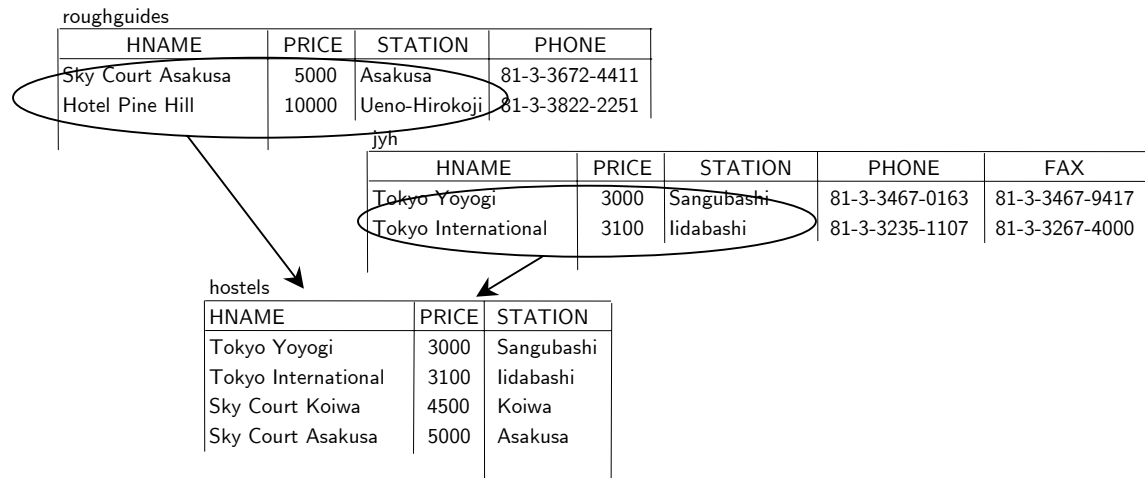 roughguides
HNAME PRICE STATION PHONE
Sky Court Asakusa 5000 Asakusa 81-3-3672-4411
Hotel Pine Hill 10000 Ueno-Hirokoji 81-3-3822-2251
jyh
HNAME PRICE STATION PHONE FAX
Tokyo Yoyogi 3000 Sangubashi 81-3-3467-0163 81-3-3467-9417
Tokyo International 3100 Iidabashi 81-3-3235-1107 81-3-3267-4000
hostels
HNAME PRICE STATION
Tokyo Yoyogi 3000 Sangubashi
Tokyo International 3100 Iidabashi
Sky Court Koiwa 4500 Koiwa
Sky Court Asakusa 5000 Asakusa